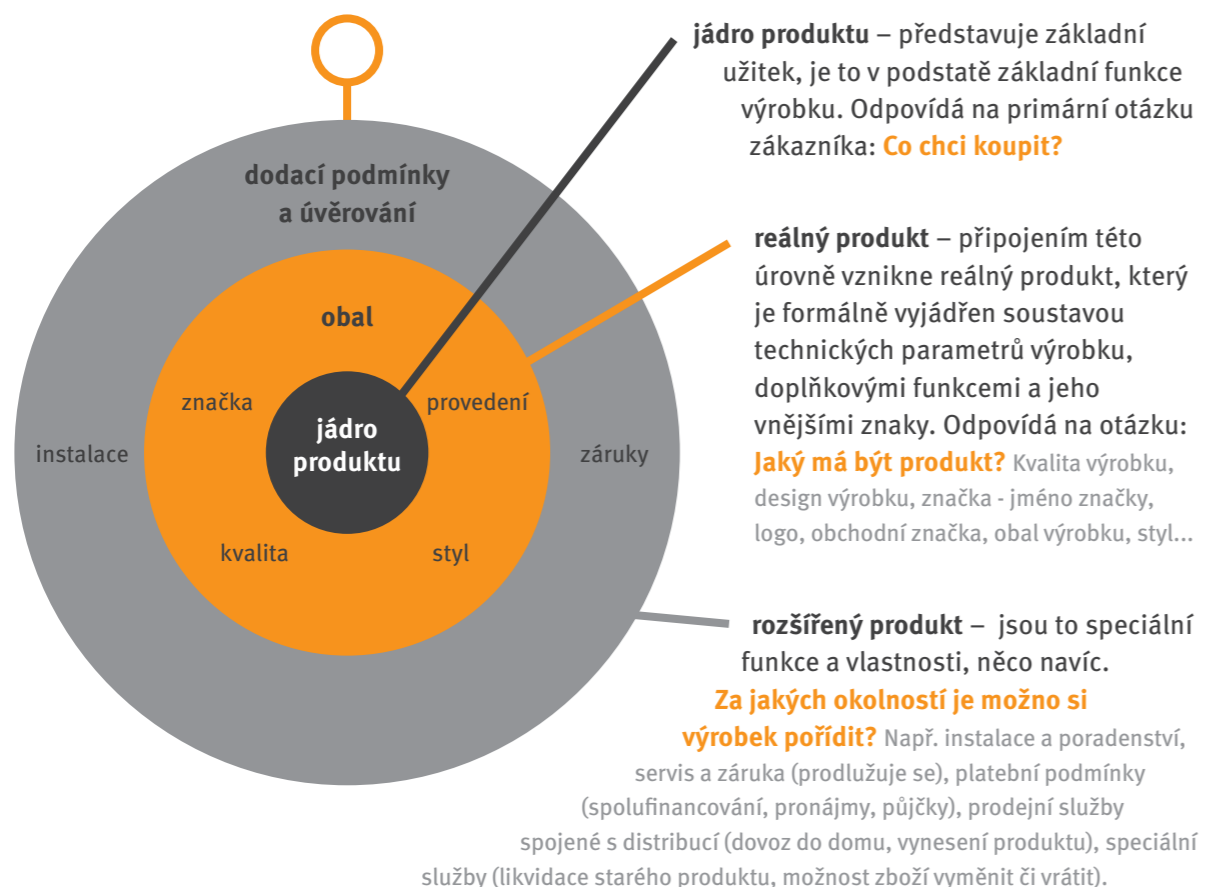 dodací podmínky
a úvěrování
obal
značka
provedení
jádro
produktu
instalace
záruky
kvalita
styl
jádro produktu – představuje základní
užitek, je to v podstatě základní funkce
výrobku. Odpovídá na primární otázku
zákazníka: Co chci koupit?
reálný produkt – připojením této
úrovně vznikne reálný produkt, který
je formálně vyjádřen soustavou
technických parametrů výrobku,
doplňkovými funkcemi a jeho
vnějšími znaky. Odpovídá na otázku:
Jaký má být produkt? Kvalita výrobku,
design výrobku, značka - jméno značky,
logo, obchodní značka, obal výrobku, styl...
rozšířený produkt – jsou to speciální
funkce a vlastnosti, něco navíc.
Za jakých okolností je možno si
výrobek pořídit? Např. instalace a poradenství,
servis a záruka (prodlužuje se), platební podmínky
(spolufinancování, pronájmy, půjčky), prodejní služby
spojené s distribucí (dovoz do domu, vynesení produktu), speciální
služby (likvidace starého produktu, možnost zboží vyměnit či vrátit).